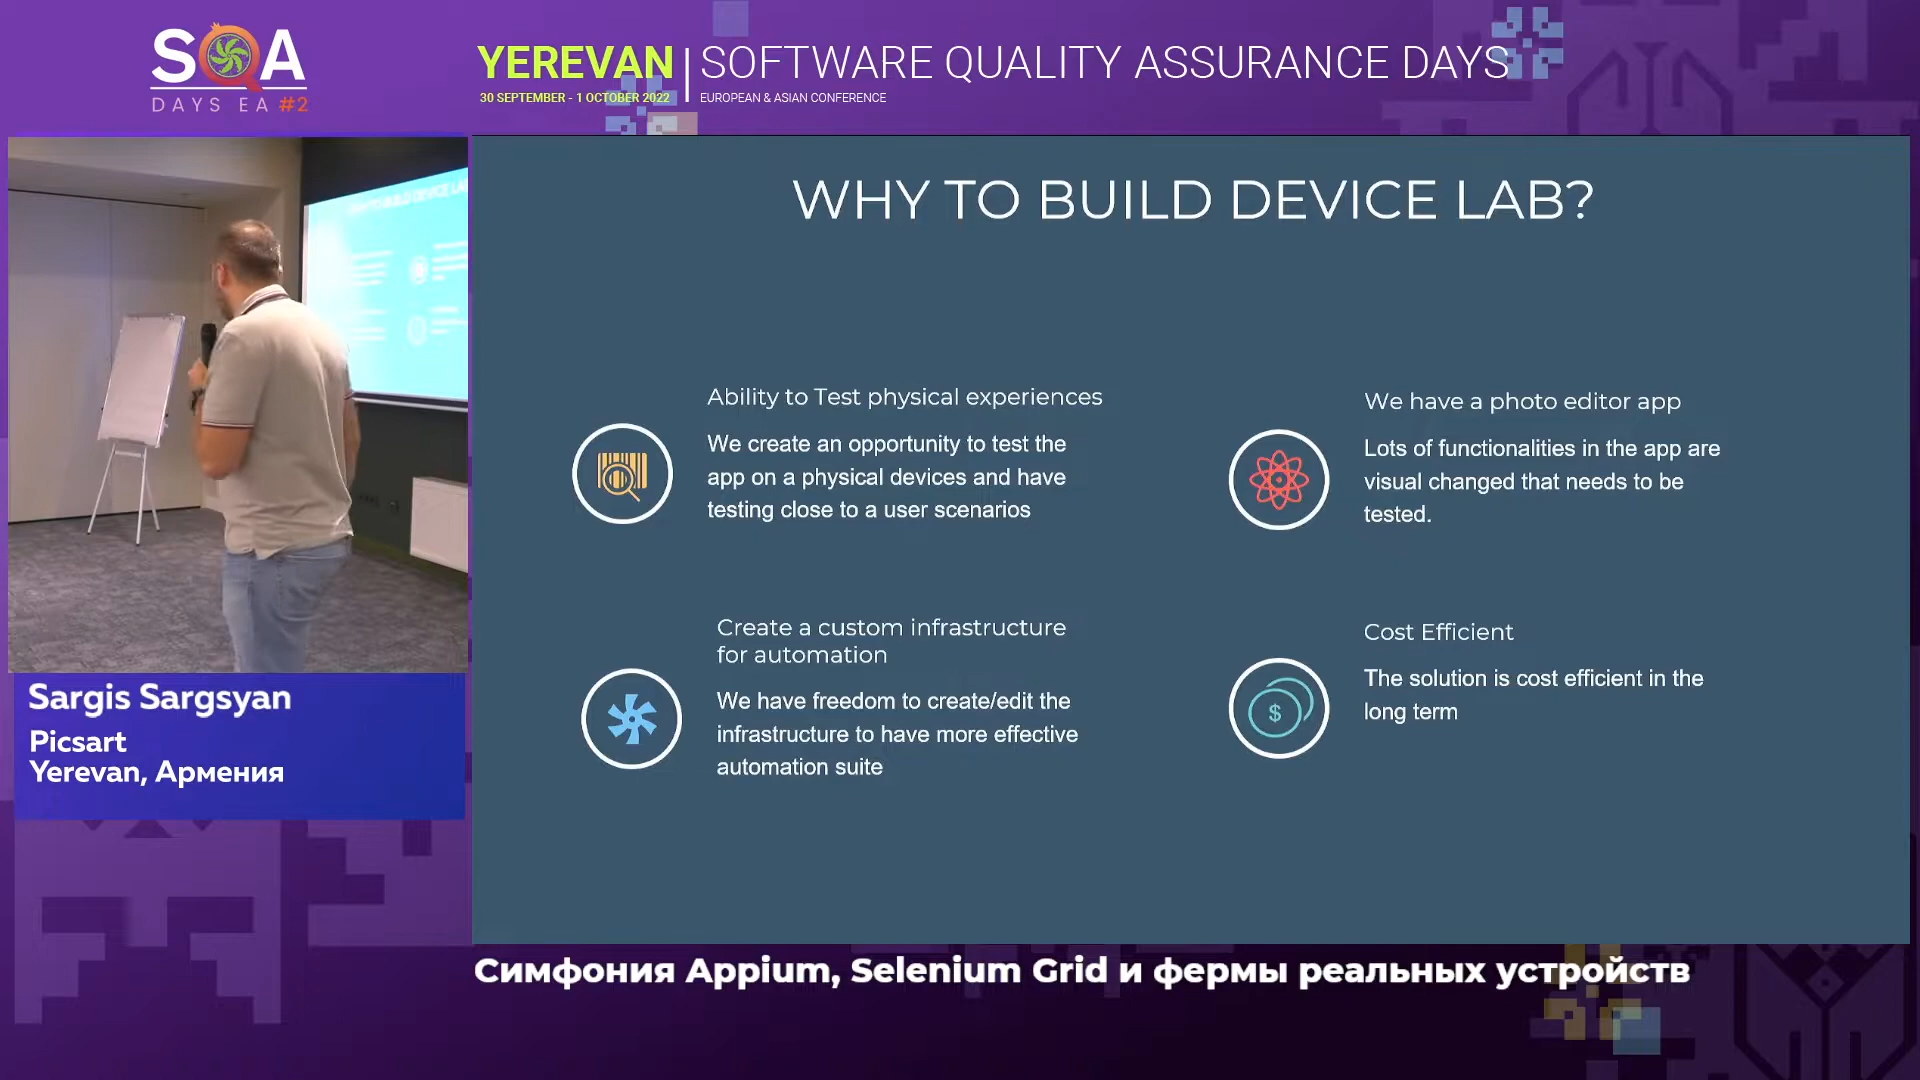 SQA
DAYS EA #2
YEREVAN
30 SEPTEMBER - 1 OCTOBER 2022
SOFTWARE QUALITY ASSURANCE DAYS
EUROPEAN & ASIAN CONFERENCE
WHY TO BUILD DEVICE LAB?
Ability to Test physical experiences
We create an opportunity to test the
app on a physical devices and have
testing close to a user scenarios
We have a photo editor app
Lots of functionalities in the app are
visual changed that needs to be
tested.
Create a custom infrastructure
for automation
We have freedom to create/edit the
infrastructure to have more effective
automation suite
Cost Efficient
The solution is cost efficient in the
long term
$
Sargis Sargsyan
Picsart
Yerevan, Армения
Симфония Appium, Selenium Grid и фермы реальных устройств